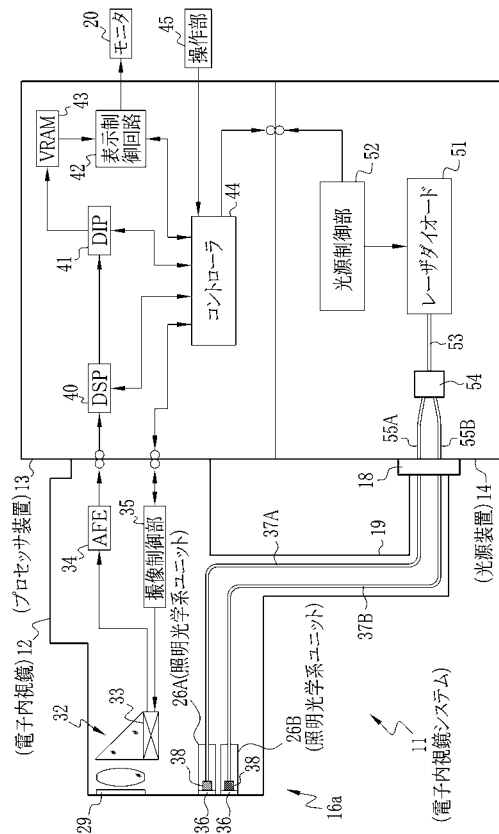 (電子内視鏡)12
(プロセッサ装置)13
29
32
33
34
AFE
35
撮像制御部
40
DSP
41
DIP
VRAM
43
42
表示制
御回路
20
モニタ
45
操作部
44
コントローラ
26A(照明光学系ユニット)
38
36
36
38
26B
(照明光学系ユニット)
16a
37A
37B
19
18
55A
55B
54
53
52
光源制御部
51
レーザダイオード
(光源装置)14
11
(電子内視鏡システム)